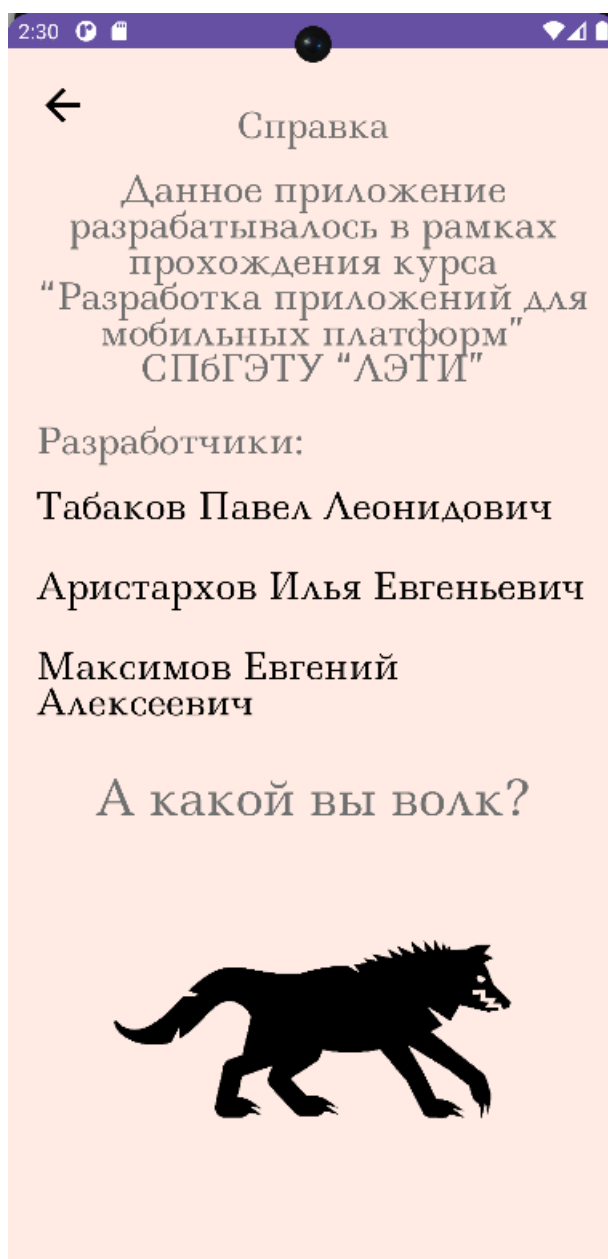 2:30
Справка
Данное приложение
разрабатывалось в рамках
прохождения курса
“Разработка приложений для
мобильных платформ”
СПбГЭТУ “ЛЭТИ”
Разработчики:
Табаков Павел Леонидович
Аристархов Илья Евгеньевич
Максимов Евгений
Алексеевич
А какой вы волк?